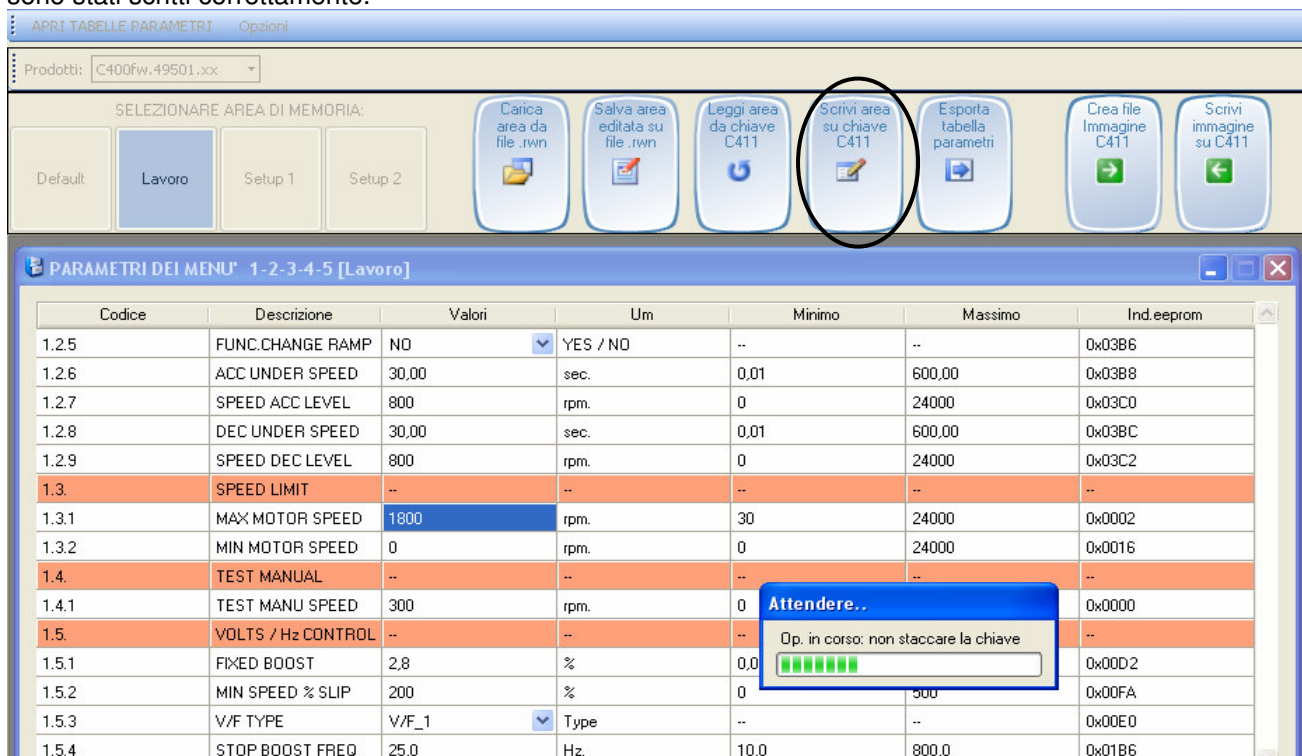 sono stati scritti correttamente.
APRI TABELLE PARAMETRI Opzioni
Prodotti: C400fw.49501.xx
SELEZIONARE AREA DI MEMORIA:
Default Lavoro Setup 1 Setup 2
Carica area da file .rwn
Salva area editata su file .rwn
Leggi area da chiave C411
Scrivi area su chiave C411
Esporta tabella parametri
Crea file Immagine C411
Scrivi immagine su C411
PARAMETRI DEI MENU' 1-2-3-4-5 [Lavoro]
Codice Descrizione Valori Um Minimo Massimo Ind.eeprom
1.2.5 FUNC.CHANGE RAMP NO YES / NO -- -- 0x03B6
1.2.6 ACC UNDER SPEED 30,00 sec. 0,01 600,00 0x03B8
1.2.7 SPEED ACC LEVEL 800 rpm. 0 24000 0x03C0
1.2.8 DEC UNDER SPEED 30,00 sec. 0,01 600,00 0x03BC
1.2.9 SPEED DEC LEVEL 800 rpm. 0 24000 0x03C2
1.3. SPEED LIMIT -- -- -- -- --
1.3.1 MAX MOTOR SPEED 1800 rpm. 30 24000 0x0002
1.3.2 MIN MOTOR SPEED 0 rpm. 0 24000 0x0016
1.4. TEST MANUAL -- -- -- -- --
1.4.1 TEST MANU SPEED 300 rpm. 0 0x0000
1.5. VOLTS / Hz CONTROL -- -- -- --
1.5.1 FIXED BOOST 2,8 % 0,0 0x00D2
1.5.2 MIN SPEED % SLIP 200 % 0 500 0x00FA
1.5.3 V/F TYPE V/F_1 Type -- -- 0x00E0
1.5.4 STOP BOOST FREQ 25,0 Hz. 10,0 800,0 0x01B6
Attendere..
Op. in corso: non staccare la chiave